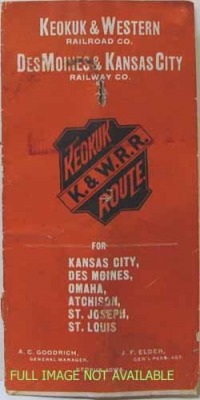 KEOKUK & WESTERN
RAILROAD CO.
DES MOINES & KANSAS CITY
RAILWAY CO.
KEOKUK
K. & W.R.R.
ROUTE
FOR
KANSAS CITY,
DES MOINES,
OMAHA,
ATCHISON,
ST. JOSEPH,
ST. LOUIS
A. C. GOODRICH, J. F. ELDER,
GENERAL MANAGER, GEN'L PASS. AGT.
FULL IMAGE NOT AVAILABLE